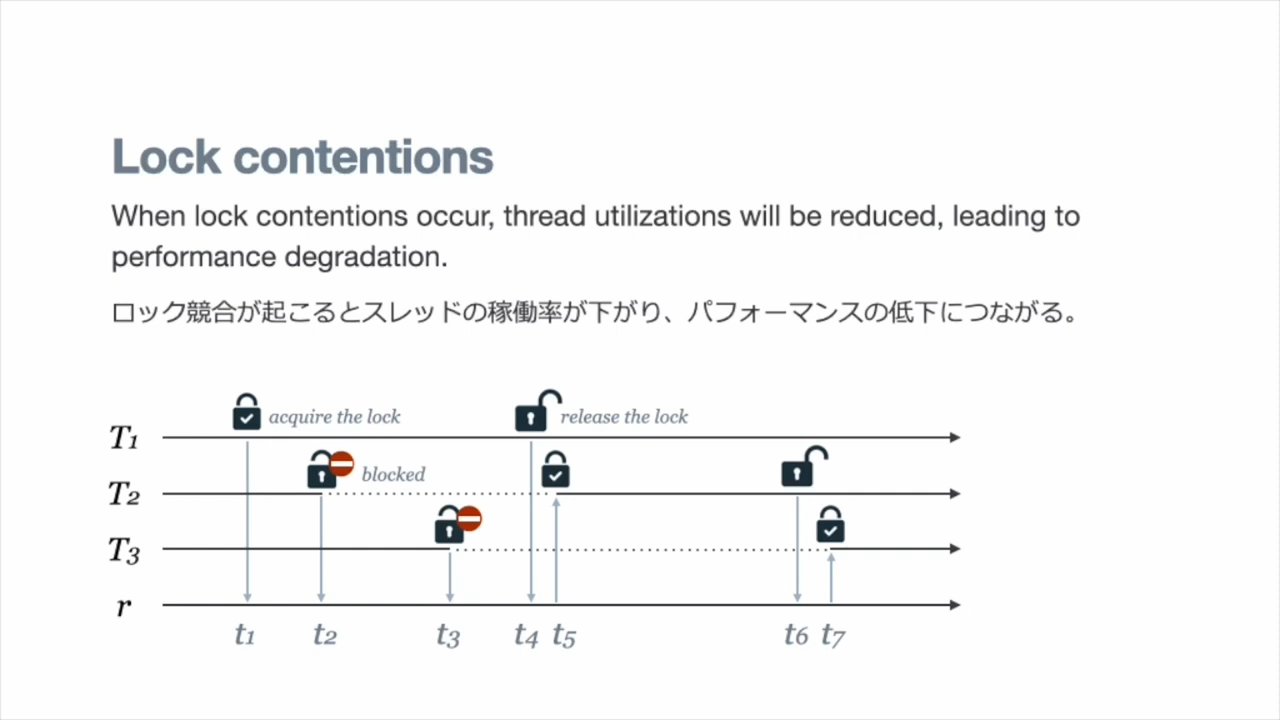 Lock contentions
When lock contentions occur, thread utilizations will be reduced, leading to
performance degradation.
ロック競合が起こるとスレッドの稼働率が下がり、パフォーマンスの低下につながる。
acquire the lock
release the lock
T1
blocked
T2
T3
r
t1 t2 t3 t4 t5 t6 t7